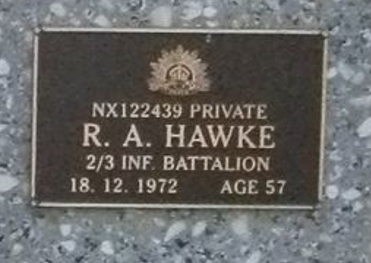 NX122439 PRIVATE
R. A. HAWKE
2/3 INF. BATTALION
18. 12. 1972 AGE 57